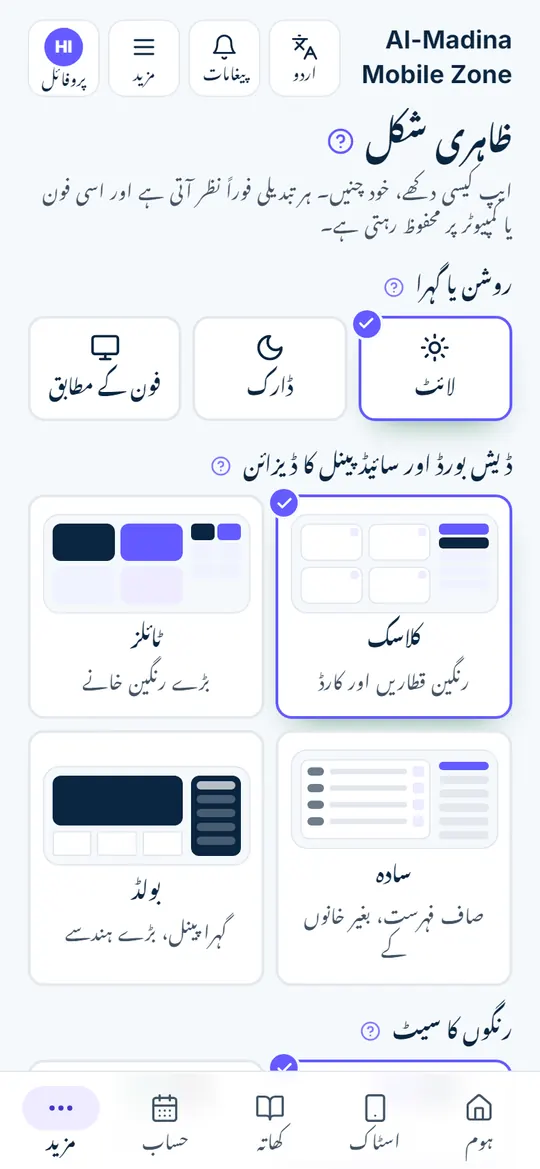 Al-Madina
Mobile Zone
اردو
پیغامات
مزید
HI
پروفائل
ظاہری شکل
ایپ کیسی دکھے، خود چنیں۔ ہر تبدیلی فوراً نظر آتی ہے اور اسی فون
یا کمپیوٹر پر محفوظ رہتی ہے۔
روشن یا گہرا
لائٹ
ڈارک
فون کے مطابق
ڈیش بورڈ اور سائیڈ پینل کا ڈیزائن
کلاسک
رنگین قطاریں اور کارڈ
ٹائلز
بڑے رنگین خانے
سادہ
صاف فہرست، بغیر خانوں
کے
بولڈ
گہرا پینل، بڑے ہندسے
رنگوں کا سیٹ
ہوم
اسٹاک
کھاتہ
حساب
مزید